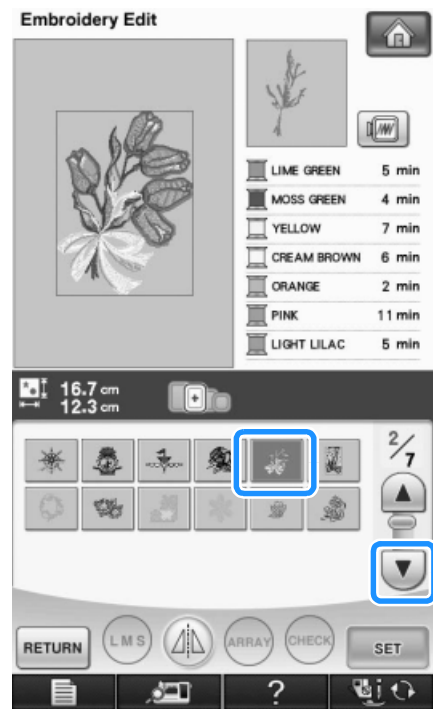 Embroidery Edit
LIME GREEN 5 min
MOSS GREEN 4 min
YELLOW 7 min
CREAM BROWN 6 min
ORANGE 2 min
PINK 11 min
LIGHT LILAC 5 min
16.7 cm
12.3 cm
2/7
RETURN
L M S
ARRAY
CHECK
SET
?